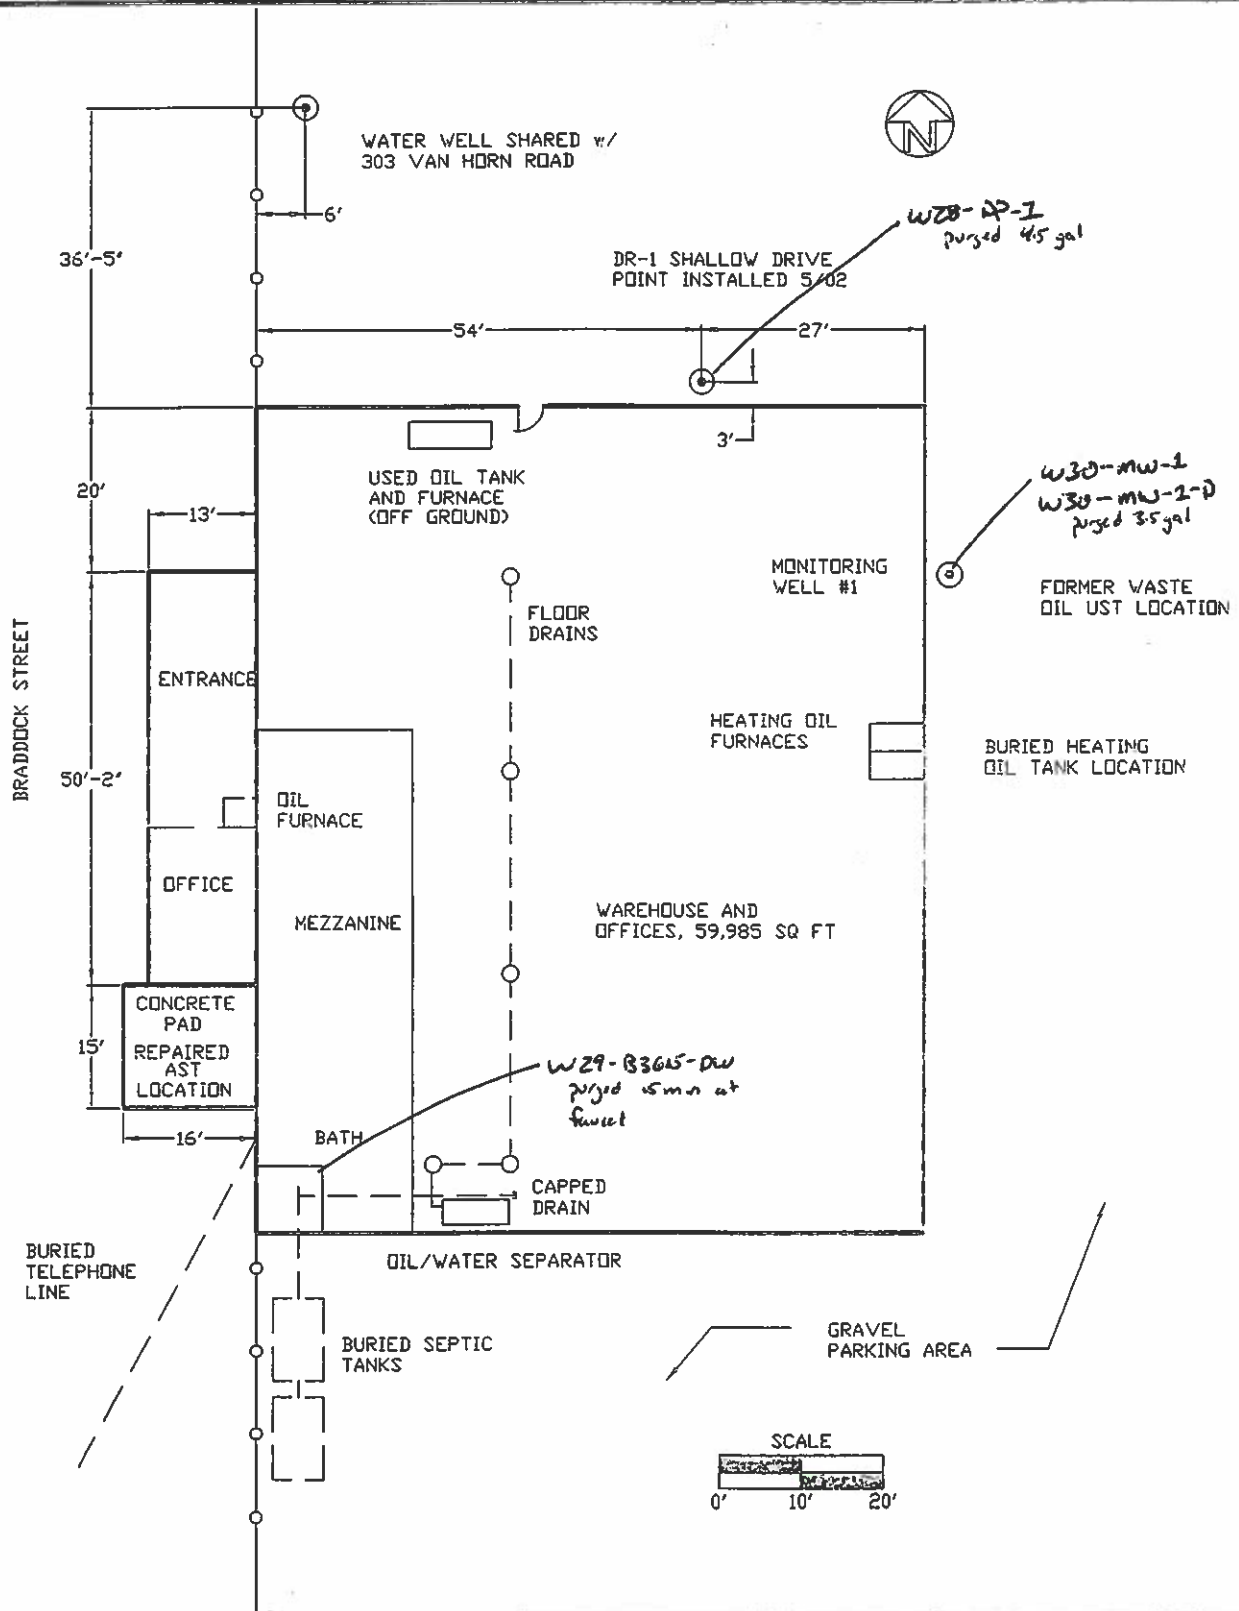 N
WATER WELL SHARED w/
303 VAN HORN ROAD
6'
36'-5"
W28-DP-1
purged 4.5 gal
DR-1 SHALLOW DRIVE
POINT INSTALLED 5/02
54'
27'
3'
USED OIL TANK
AND FURNACE
(OFF GROUND)
20'
13'
W30-MW-1
W30-MW-1-D
purged 3.5 gal
MONITORING
WELL #1
FORMER WASTE
OIL UST LOCATION
FLOOR
DRAINS
BRADDOCK STREET
ENTRANCE
HEATING OIL
FURNACES
BURIED HEATING
OIL TANK LOCATION
50'-2"
OIL
FURNACE
OFFICE
MEZZANINE
WAREHOUSE AND
OFFICES, 59,985 SQ FT
CONCRETE
PAD
REPAIRED
AST
LOCATION
15'
W29-B3615-DW
purged 15 min at
faucet
16'
BATH
CAPPED
DRAIN
BURIED
TELEPHONE
LINE
OIL/WATER SEPARATOR
BURIED SEPTIC
TANKS
GRAVEL
PARKING AREA
SCALE
0' 10' 20'